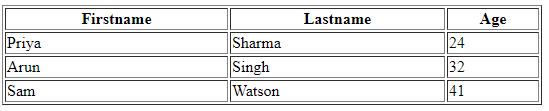 Firstname Lastname Age
Priya Sharma 24
Arun Singh 32
Sam Watson 41